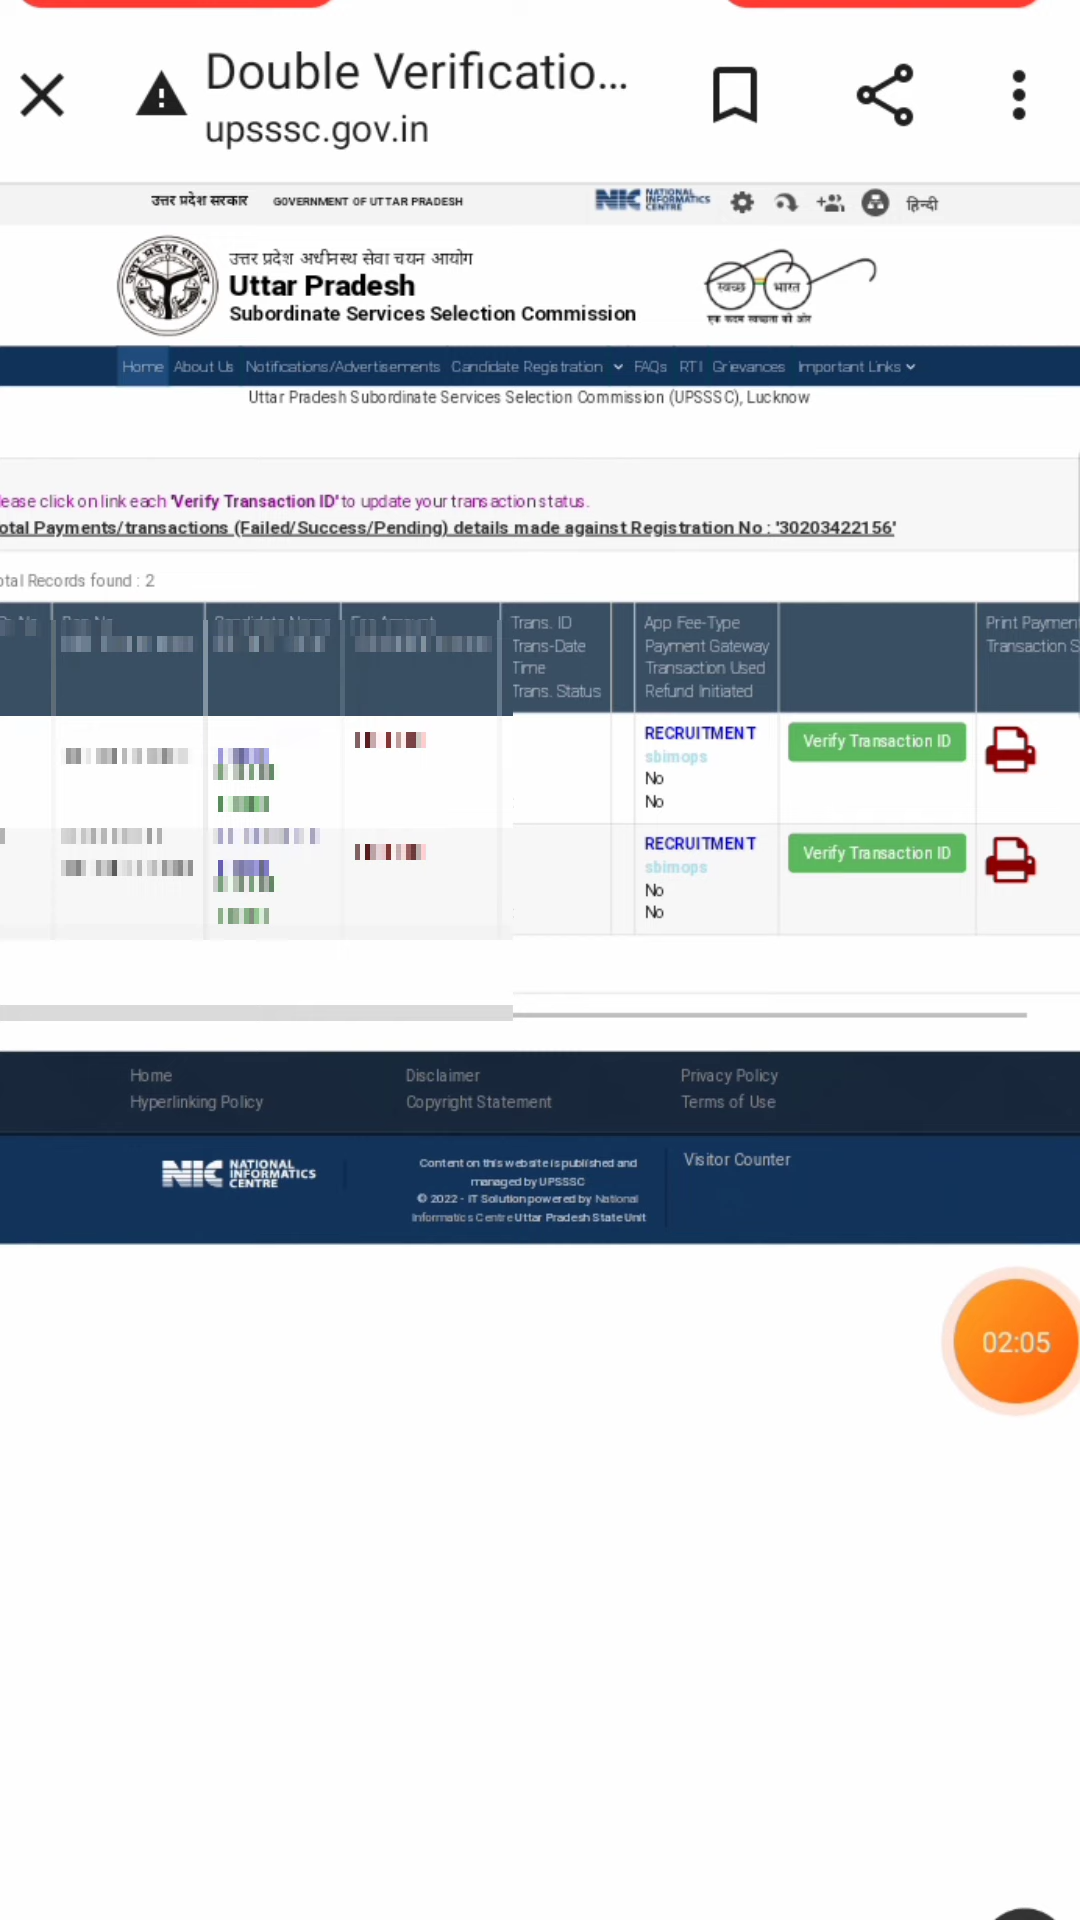 Double Verificatio...
upsssc.gov.in
उत्तर प्रदेश सरकार GOVERNMENT OF UTTAR PRADESH NIC NATIONAL INFORMATICS CENTRE हिन्दी
उत्तर प्रदेश अधीनस्थ सेवा चयन आयोग
Uttar Pradesh
Subordinate Services Selection Commission
स्वच्छ भारत
एक कदम स्वच्छता की ओर
Home About Us Notifications/Advertisements Candidate Registration FAQs RTI Grievances Important Links
Uttar Pradesh Subordinate Services Selection Commission (UPSSSC), Lucknow
lease click on link each 'Verify Transaction ID' to update your transaction status.
otal Payments/transactions (Failed/Success/Pending) details made against Registration No : '30203422156'
otal Records found : 2
Trans. ID App Fee-Type Print Payment
Trans-Date Payment Gateway Transaction S
Time Transaction Used
Trans. Status Refund Initiated
RECRUITMENT Verify Transaction ID
sbimops
No
No
RECRUITMENT Verify Transaction ID
sbimops
No
No
Home Disclaimer Privacy Policy
Hyperlinking Policy Copyright Statement Terms of Use
NIC NATIONAL INFORMATICS CENTRE
Content on this website is published and
managed by UPSSSC
© 2022 - IT Solution powered by National
Informatics Centre Uttar Pradesh State Unit
Visitor Counter
02:05